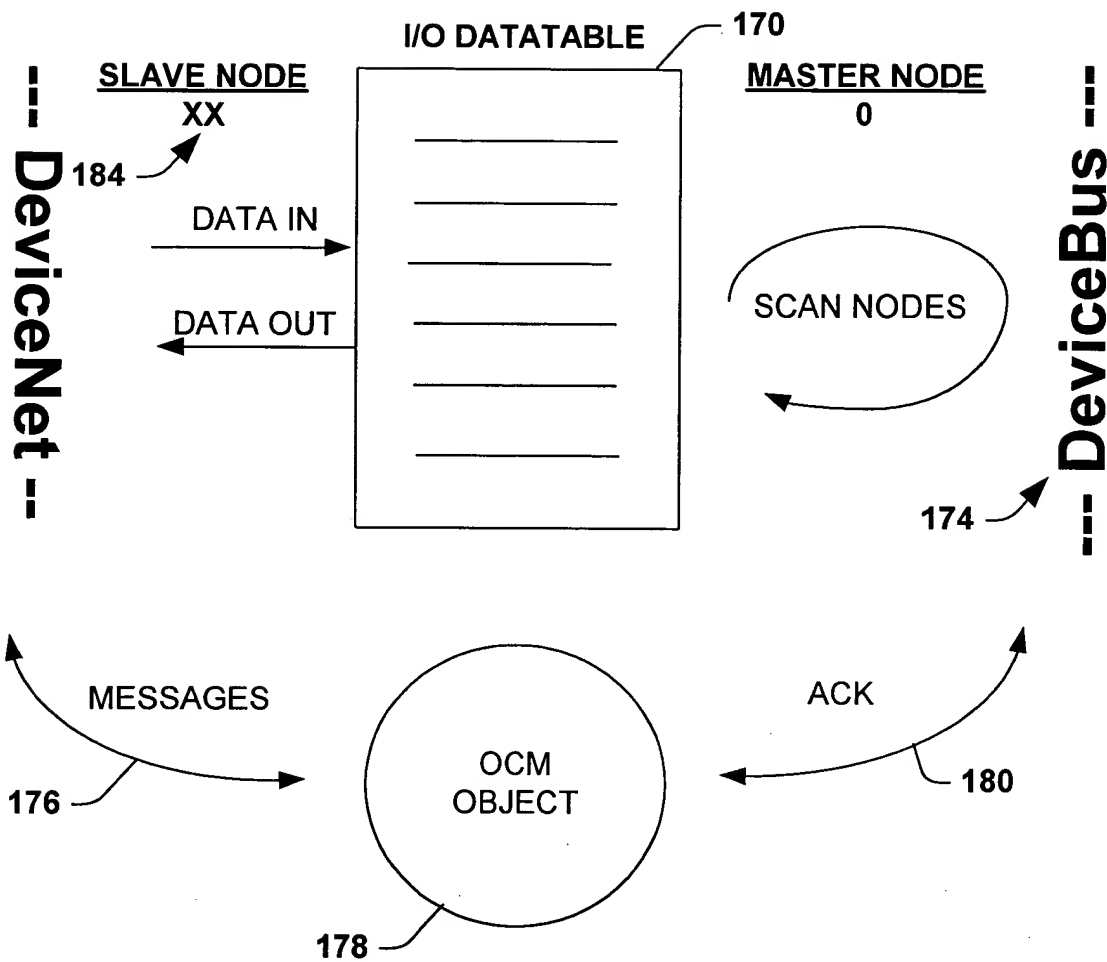 I/O DATATABLE
170
SLAVE NODE
XX
MASTER NODE
0
184
--- DeviceNet --
DATA IN
DATA OUT
SCAN NODES
--- DeviceBus ---
174
MESSAGES
ACK
OCM
OBJECT
176
180
178